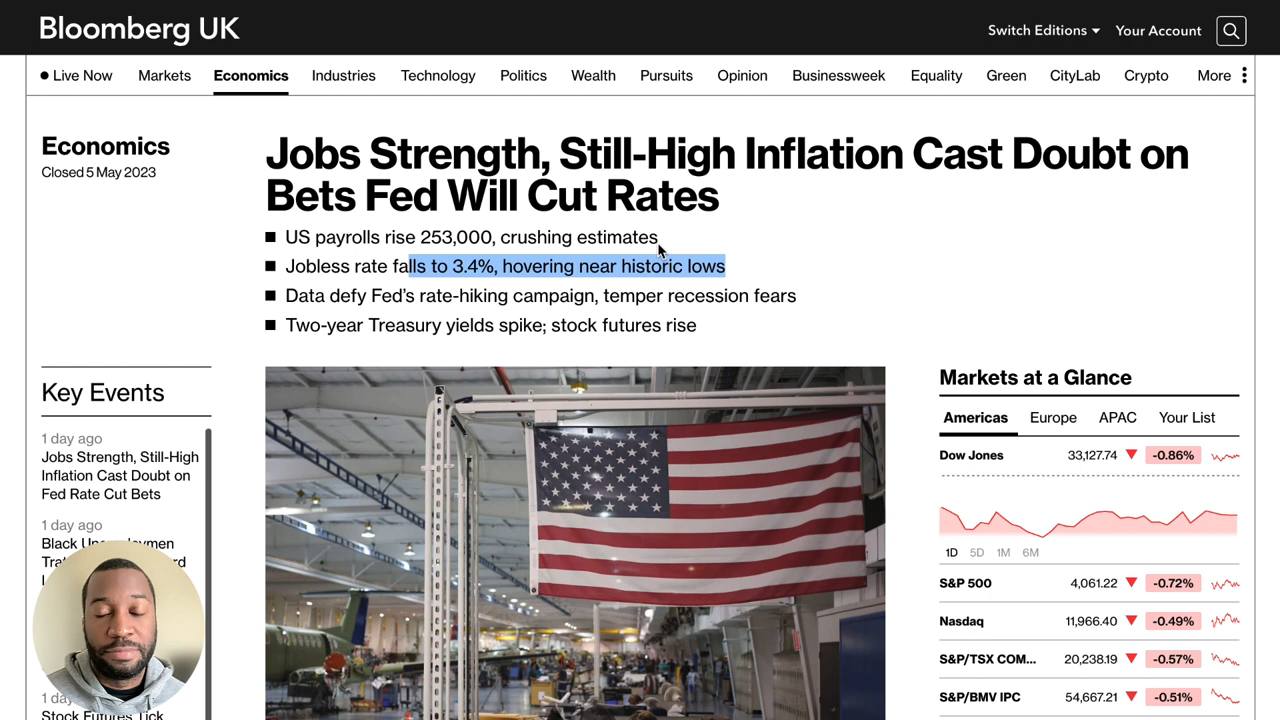 Bloomberg UK
Switch Editions
Your Account
Live Now
Markets
Economics
Industries
Technology
Politics
Wealth
Pursuits
Opinion
Businessweek
Equality
Green
CityLab
Crypto
More
Economics
Closed 5 May 2023
Jobs Strength, Still-High Inflation Cast Doubt on
Bets Fed Will Cut Rates
US payrolls rise 253,000, crushing estimates
Jobless rate falls to 3.4%, hovering near historic lows
Data defy Fed's rate-hiking campaign, temper recession fears
Two-year Treasury yields spike; stock futures rise
Key Events
1 day ago
Jobs Strength, Still-High
Inflation Cast Doubt on
Fed Rate Cut Bets
1 day ago
Black
Stock Futures Tick
Markets at a Glance
Americas
Europe
APAC
Your List
Dow Jones 33,127.74 -0.86%
1D 5D 1M 6M
S&P 500 4,061.22 -0.72%
Nasdaq 11,966.40 -0.49%
S&P/TSX COM... 20,238.19 -0.57%
S&P/BMV IPC 54,667.21 -0.51%